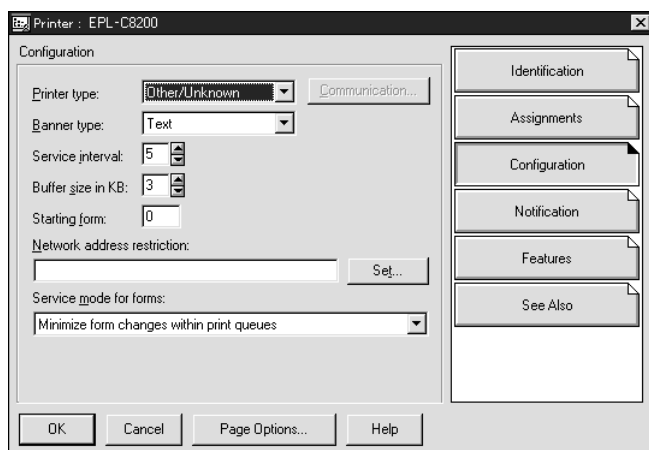 Printer : EPL-C8200
Configuration
Printer type: Other/Unknown Communication...
Banner type: Text
Service interval: 5
Buffer size in KB: 3
Starting form: 0
Network address restriction:
Set...
Service mode for forms:
Minimize form changes within print queues
OK Cancel Page Options... Help
Identification
Assignments
Configuration
Notification
Features
See Also